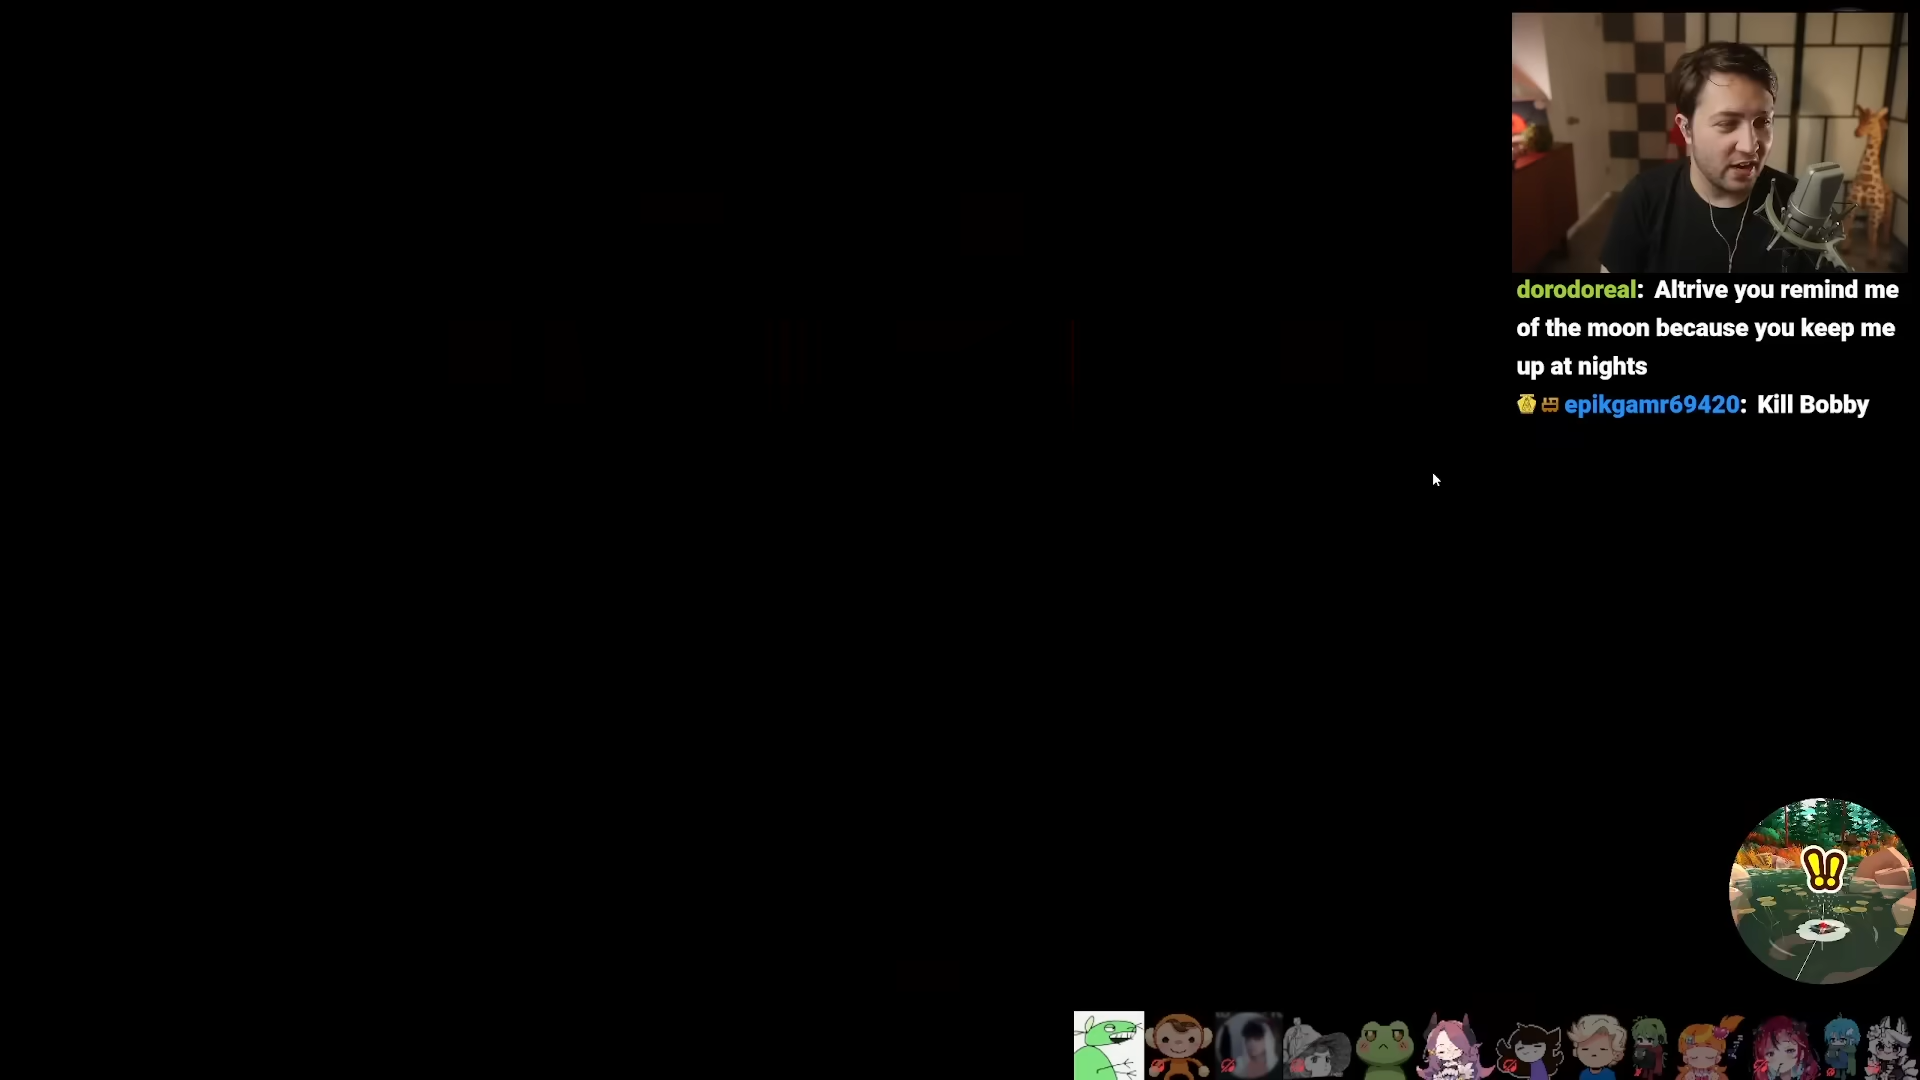 dorodoreal: Altrive you remind me
of the moon because you keep me
up at nights
epikgamr69420: Kill Bobby
!!